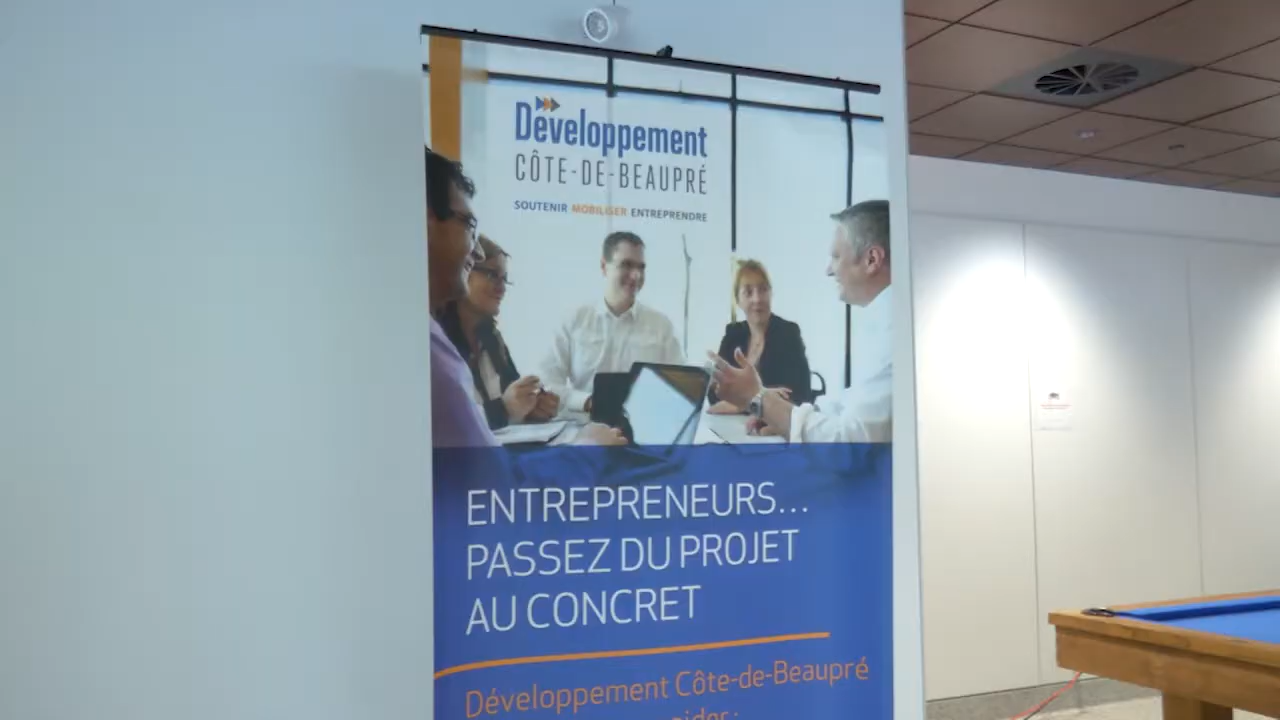 Développement
CÔTE-DE-BEAUPRÉ
SOUTENIR MOBILISER ENTREPRENDRE
ENTREPRENEURS...
PASSEZ DU PROJET
AU CONCRET
Développement Côte-de-Beaupré